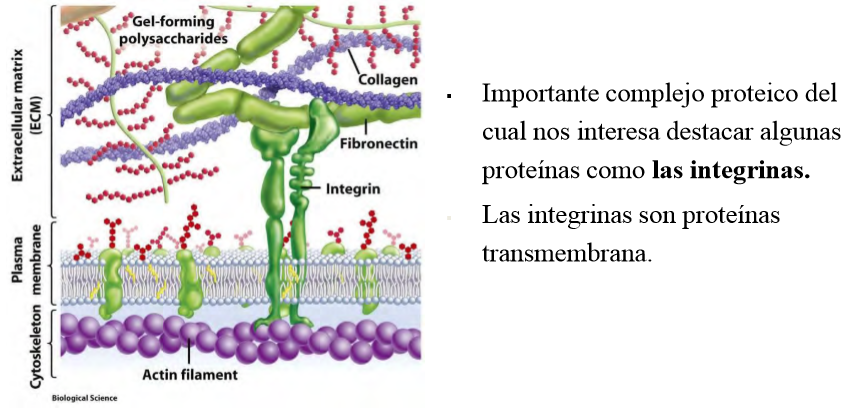 Gel-forming
polysaccharides
Collagen
Fibronectin
Integrin
Extracellular matrix
(ECM)
Plasma
membrane
Cytoskeleton
Actin filament
Biological Science
▪ Importante complejo proteico del
cual nos interesa destacar algunas
proteínas como las integrinas.
▫ Las integrinas son proteínas
transmembrana.